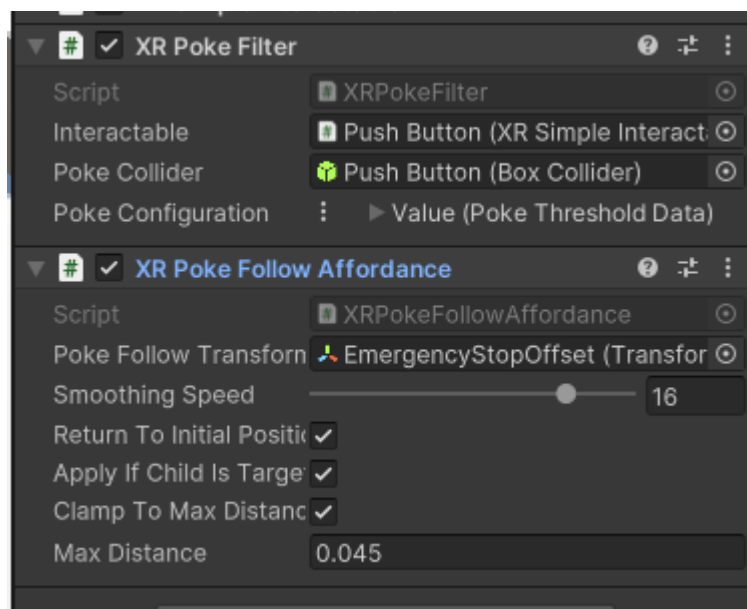 XR Poke Filter
Script XRPokeFilter
Interactable Push Button (XR Simple Interact
Poke Collider Push Button (Box Collider)
Poke Configuration Value (Poke Threshold Data)
XR Poke Follow Affordance
Script XRPokeFollowAffordance
Poke Follow Transform EmergencyStopOffset (Transfor
Smoothing Speed 16
Return To Initial Positi
Apply If Child Is Targe
Clamp To Max Distanc
Max Distance 0.045